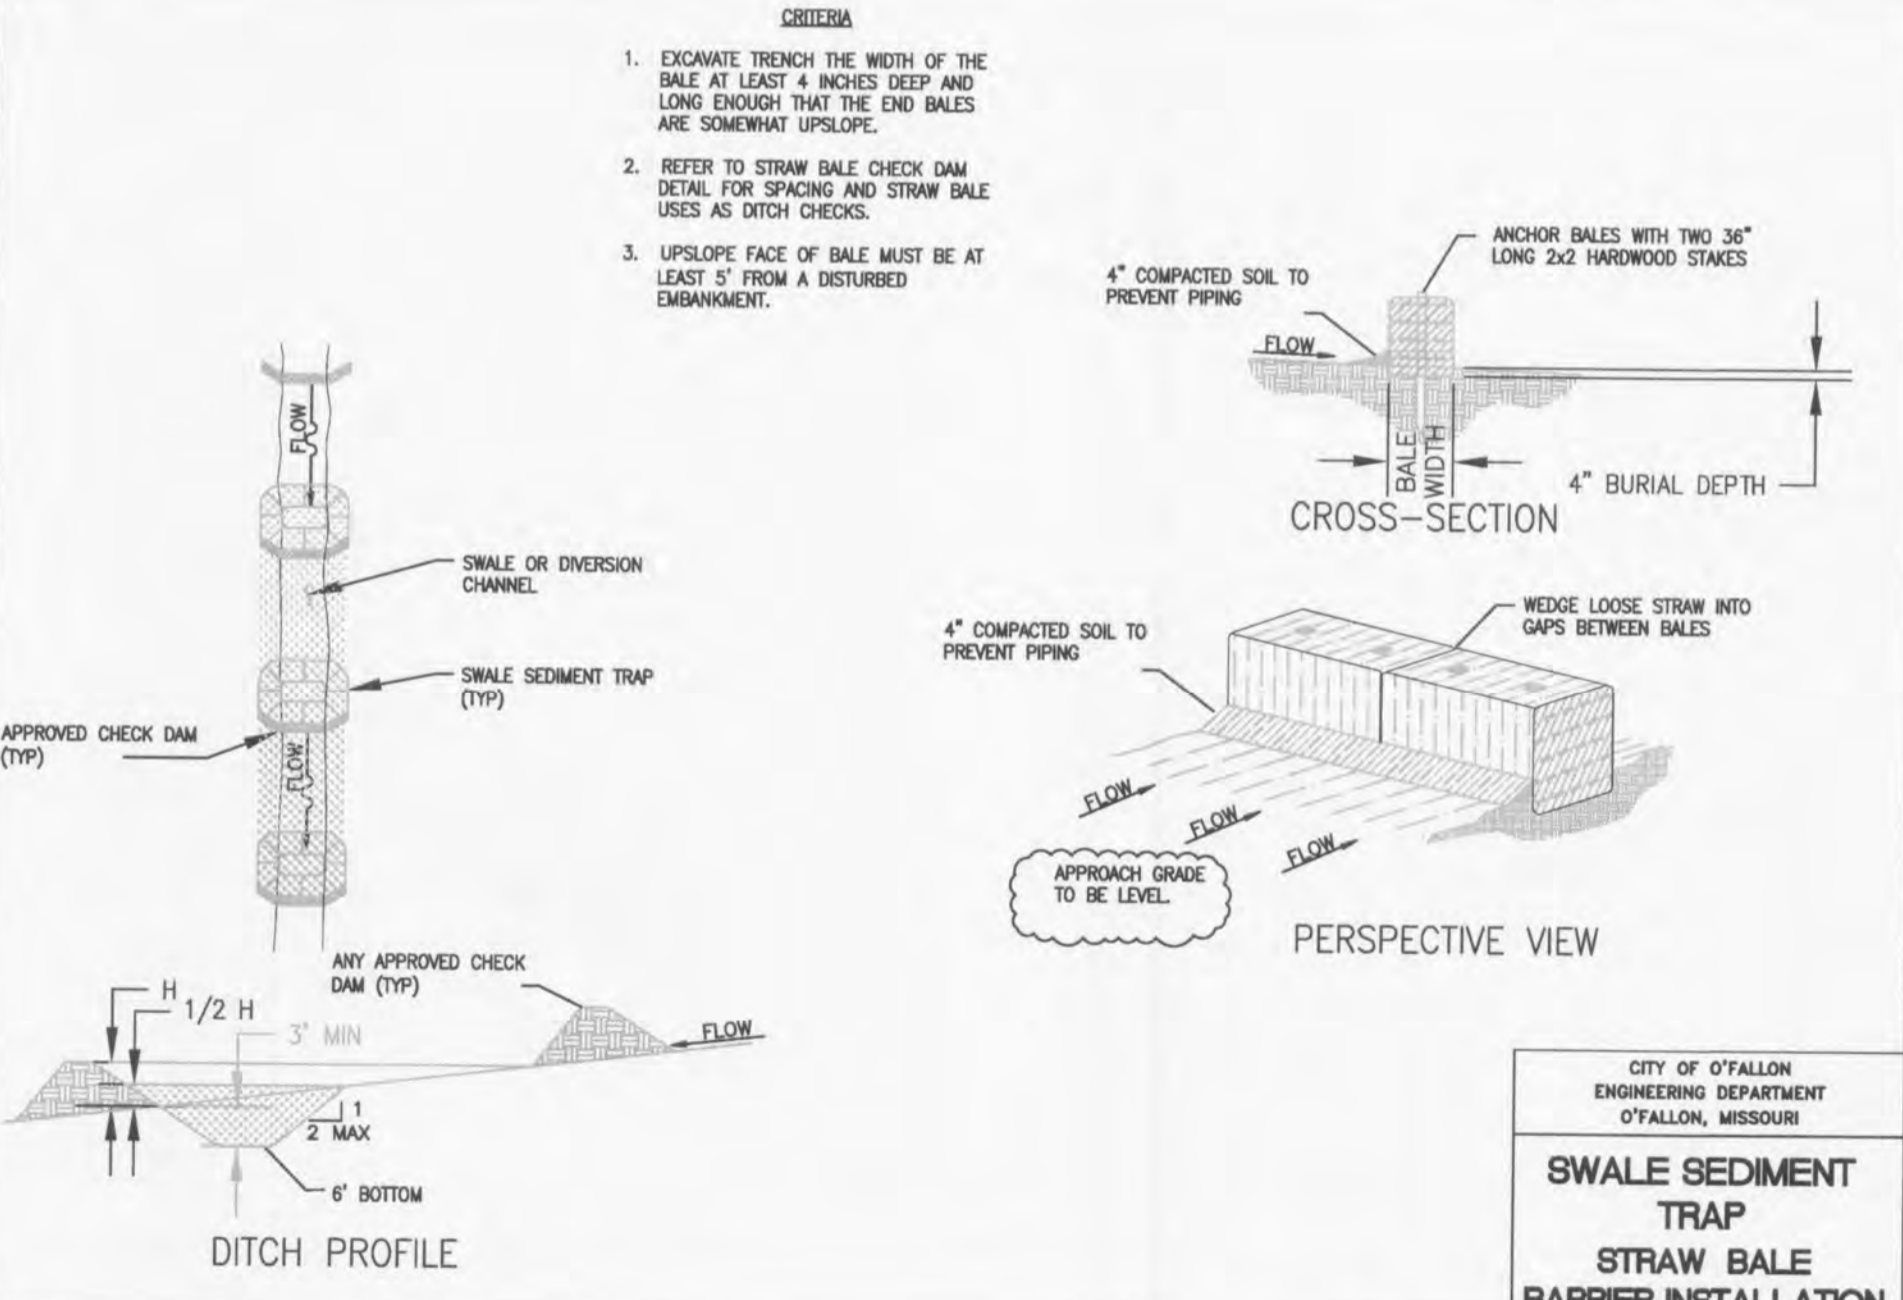 CRITERIA
1. EXCAVATE TRENCH THE WIDTH OF THE
BALE AT LEAST 4 INCHES DEEP AND
LONG ENOUGH THAT THE END BALES
ARE SOMEWHAT UPSLOPE.
2. REFER TO STRAW BALE CHECK DAM
DETAIL FOR SPACING AND STRAW BALE
USES AS DITCH CHECKS.
3. UPSLOPE FACE OF BALE MUST BE AT
LEAST 5' FROM A DISTURBED
EMBANKMENT.
ANCHOR BALES WITH TWO 36"
LONG 2x2 HARDWOOD STAKES
4" COMPACTED SOIL TO
PREVENT PIPING
FLOW
BALE
WIDTH
4" BURIAL DEPTH
CROSS-SECTION
FLOW
SWALE OR DIVERSION
CHANNEL
SWALE SEDIMENT TRAP
(TYP)
APPROVED CHECK DAM
(TYP)
FLOW
WEDGE LOOSE STRAW INTO
GAPS BETWEEN BALES
4" COMPACTED SOIL TO
PREVENT PIPING
FLOW
FLOW
FLOW
APPROACH GRADE
TO BE LEVEL.
PERSPECTIVE VIEW
ANY APPROVED CHECK
DAM (TYP)
H
1/2 H
3' MIN
FLOW
1
2 MAX
6' BOTTOM
DITCH PROFILE
CITY OF O'FALLON
ENGINEERING DEPARTMENT
O'FALLON, MISSOURI
SWALE SEDIMENT
TRAP
STRAW BALE
BARRIER INSTALLATION